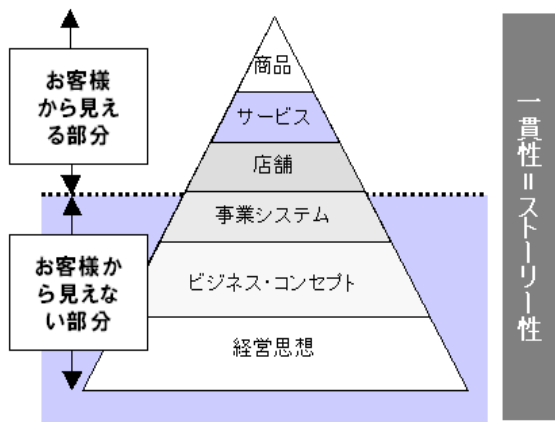 お客様
から見え
る部分
商品
サービス
店舗
事業システム
お客様か
ら見えな
い部分
ビジネス・コンセプト
経営思想
一貫性=ストーリー性